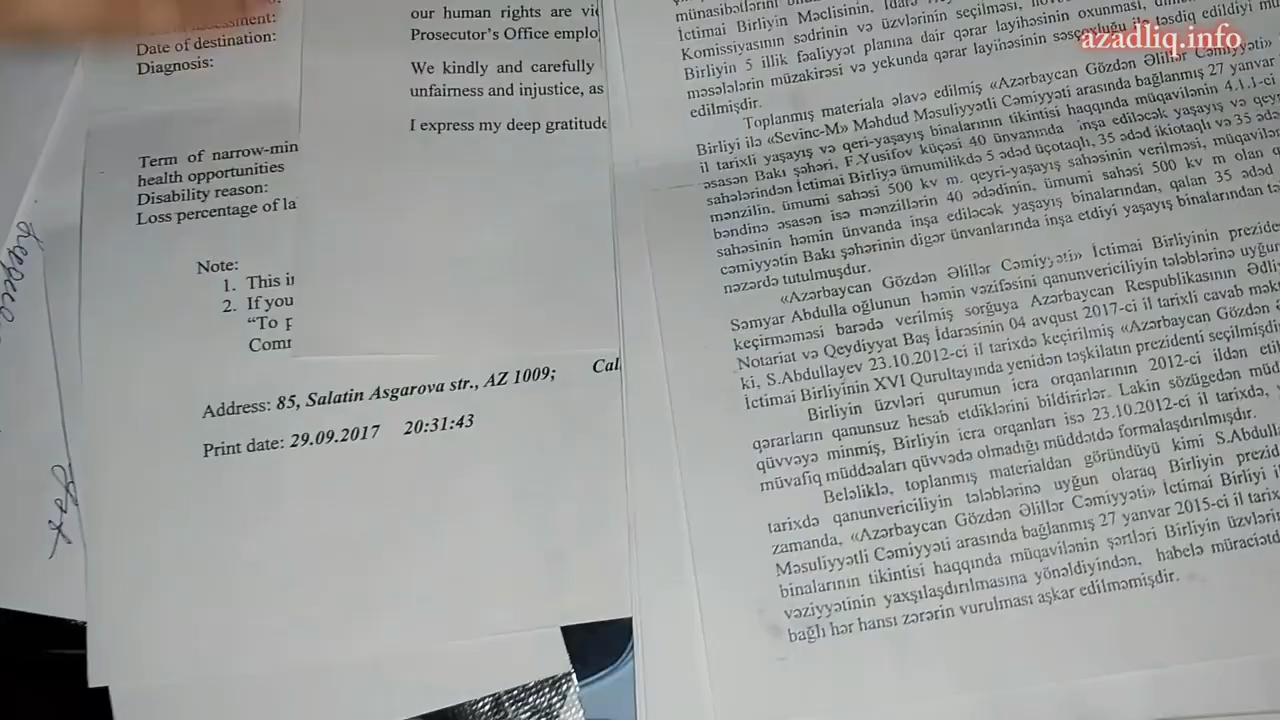 Date of destination:
Diagnosis:
Term of narrow-min
health opportunities
Disability reason:
Loss percentage of la
Note:
1. This i
2. If you
“To p
Com
Address: 85, Salatin Asgarova str., AZ 1009; Cal
Print date: 29.09.2017 20:31:43
our human rights are vi
Prosecutor’s Office emplo
We kindly and carefully
unfairness and injustice, as
I express my deep gratitude
azadliq.info
İctimai Birliyin Məclisinin, İdarə
Komissiyasının sədrinin və üzvlərinin seçilməsi,
Birliyin 5 illik fəaliyyət planına dair qərar layihəsinin oxunması,
məsələlərin müzakirəsi və yekunda qərar layihəsinin səsçoxluğu ilə təsdiq edildiyi
edilmişdir.
Toplanmış materiala əlavə edilmiş «Azərbaycan Gözdən Əlillər Cəmiyyəti»
Birliyi ilə «Sevinc-M» Məhdud Məsuliyyətli Cəmiyyəti arasında bağlanmış 27 yanvar
il tarixli yaşayış və qeri-yaşayış binalarının tikintisi haqqında müqavilənin 4.1.1-ci
əsasən Bakı şəhəri, F.Yusifov küçəsi 40 ünvanında inşa ediləcək yaşayış və qey
sahələrindən İctimai Birliyə ümumilikdə 5 ədəd üçotaqlı, 35 ədəd ikiotaqlı və 35 ədə
mənzilin, ümumi sahəsi 500 kv m. qeyri-yaşayış sahəsinin verilməsi, müqavilə
bəndinə əsasən isə mənzillərin 40 ədədinin, ümumi sahəsi 500 kv m olan q
sahəsinin həmin ünvanda inşa ediləcək yaşayış binalarından, qalan 35 ədəd
cəmiyyətin Bakı şəhərinin digər ünvanlarında inşa etdiyi yaşayış binalarından tə
nəzərdə tutulmuşdur.
«Azərbaycan Gözdən Əlillər Cəmiyyəti» İctimai Birliyinin prezide
Səmyar Abdulla oğlunun həmin vəzifəsini qanunvericiliyin tələblərinə uyğu
keçirməməsi barədə verilmiş sorğuya Azərbaycan Respublikasının Ədli
Notariat və Qeydiyyat Baş İdarəsinin 04 avqust 2017-ci il tarixli cavab mək
ki, S.Abdullayev 23.10.2012-ci il tarixdə keçirilmiş «Azərbaycan Gözdən
İctimai Birliyinin XVI Qurultayında yenidən təşkilatın prezidenti seçilmişdi
Birliyin üzvləri qurumun icra orqanlarının 2012-ci ildən eti
qərarların qanunsuz hesab etdiklərini bildirirlər. Lakin sözügedən müd
qüvvəyə minmiş, Birliyin icra orqanları isə 23.10.2012-ci il tarixdə,
müvafiq müddəaları qüvvədə olmadığı müddətdə formalaşdırılmışdır.
Beləliklə, toplanmış materialdan göründüyü kimi S.Abdulla
tarixdə qanunvericiliyin tələblərinə uyğun olaraq Birliyin prezid
zamanda, «Azərbaycan Gözdən Əlillər Cəmiyyəti» İctimai Birliyi i
Məsuliyyətli Cəmiyyəti arasında bağlanmış 27 yanvar 2015-ci il tarix
binalarının tikintisi haqqında müqavilənin şərtləri Birliyin üzvləri
vəziyyətinin yaxşılaşdırılmasına yönəldiyindən, habelə müraciətd
bağlı hər hansı zərərin vurulması aşkar edilməmişdir.